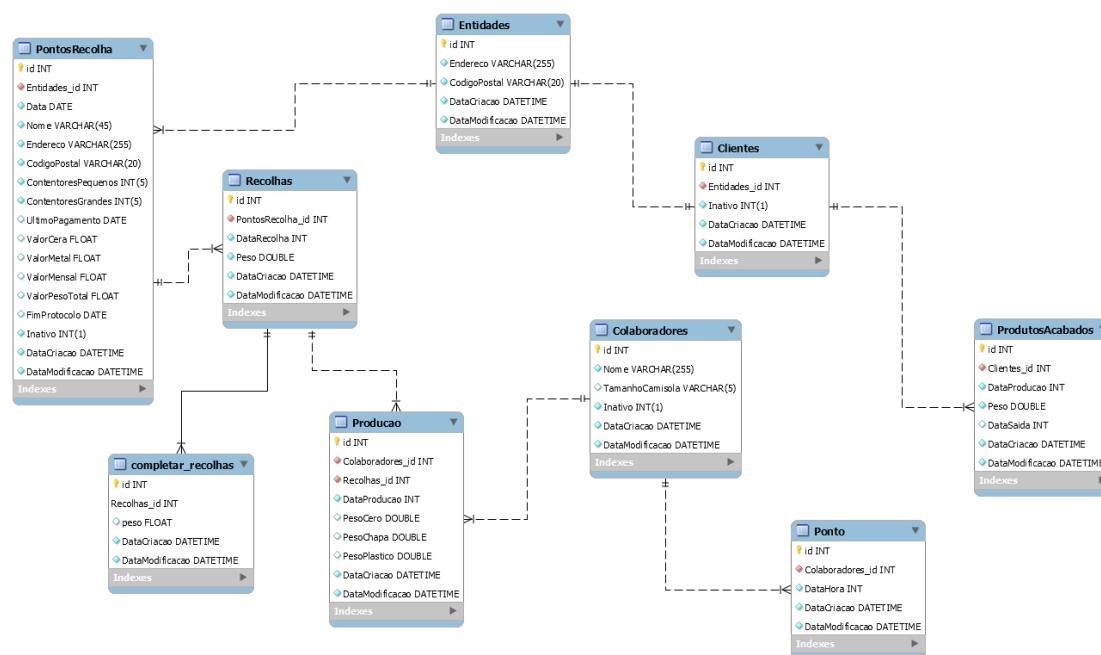 PontosRecolha
id INT
Entidades_id INT
Data DATE
Nome VARCHAR(45)
Endereco VARCHAR(255)
CodigoPostal VARCHAR(20)
ContentoresPequenos INT(5)
ContentoresGrandes INT(5)
UltimoPagamento DATE
ValorCera FLOAT
ValorMetal FLOAT
ValorMensal FLOAT
ValorPesoTotal FLOAT
FimProtocolo DATE
Inativo INT(1)
DataCriacao DATETIME
DataModificacao DATETIME
Indexes
Entidades
id INT
Endereco VARCHAR(255)
CodigoPostal VARCHAR(20)
DataCriacao DATETIME
DataModificacao DATETIME
Indexes
Recolhas
id INT
PontosRecolha_id INT
DataRecolha INT
Peso DOUBLE
DataCriacao DATETIME
DataModificacao DATETIME
Indexes
Clientes
id INT
Entidades_id INT
Inativo INT(1)
DataCriacao DATETIME
DataModificacao DATETIME
Indexes
Colaboradores
id INT
Nome VARCHAR(255)
TamanhoCamisola VARCHAR(5)
Inativo INT(1)
DataCriacao DATETIME
DataModificacao DATETIME
Indexes
ProdutosAcabados
id INT
Clientes_id INT
DataProducao INT
Peso DOUBLE
DataSaida INT
DataCriacao DATETIME
DataModificacao DATETIME
Indexes
completar_recolhas
id INT
Recolhas_id INT
peso FLOAT
DataCriacao DATETIME
DataModificacao DATETIME
Indexes
Producao
id INT
Colaboradores_id INT
Recolhas_id INT
DataProducao INT
PesoCero DOUBLE
PesoChapa DOUBLE
PesoPlastico DOUBLE
DataCriacao DATETIME
DataModificacao DATETIME
Indexes
Ponto
id INT
Colaboradores_id INT
DataHora INT
DataCriacao DATETIME
DataModificacao DATETIME
Indexes